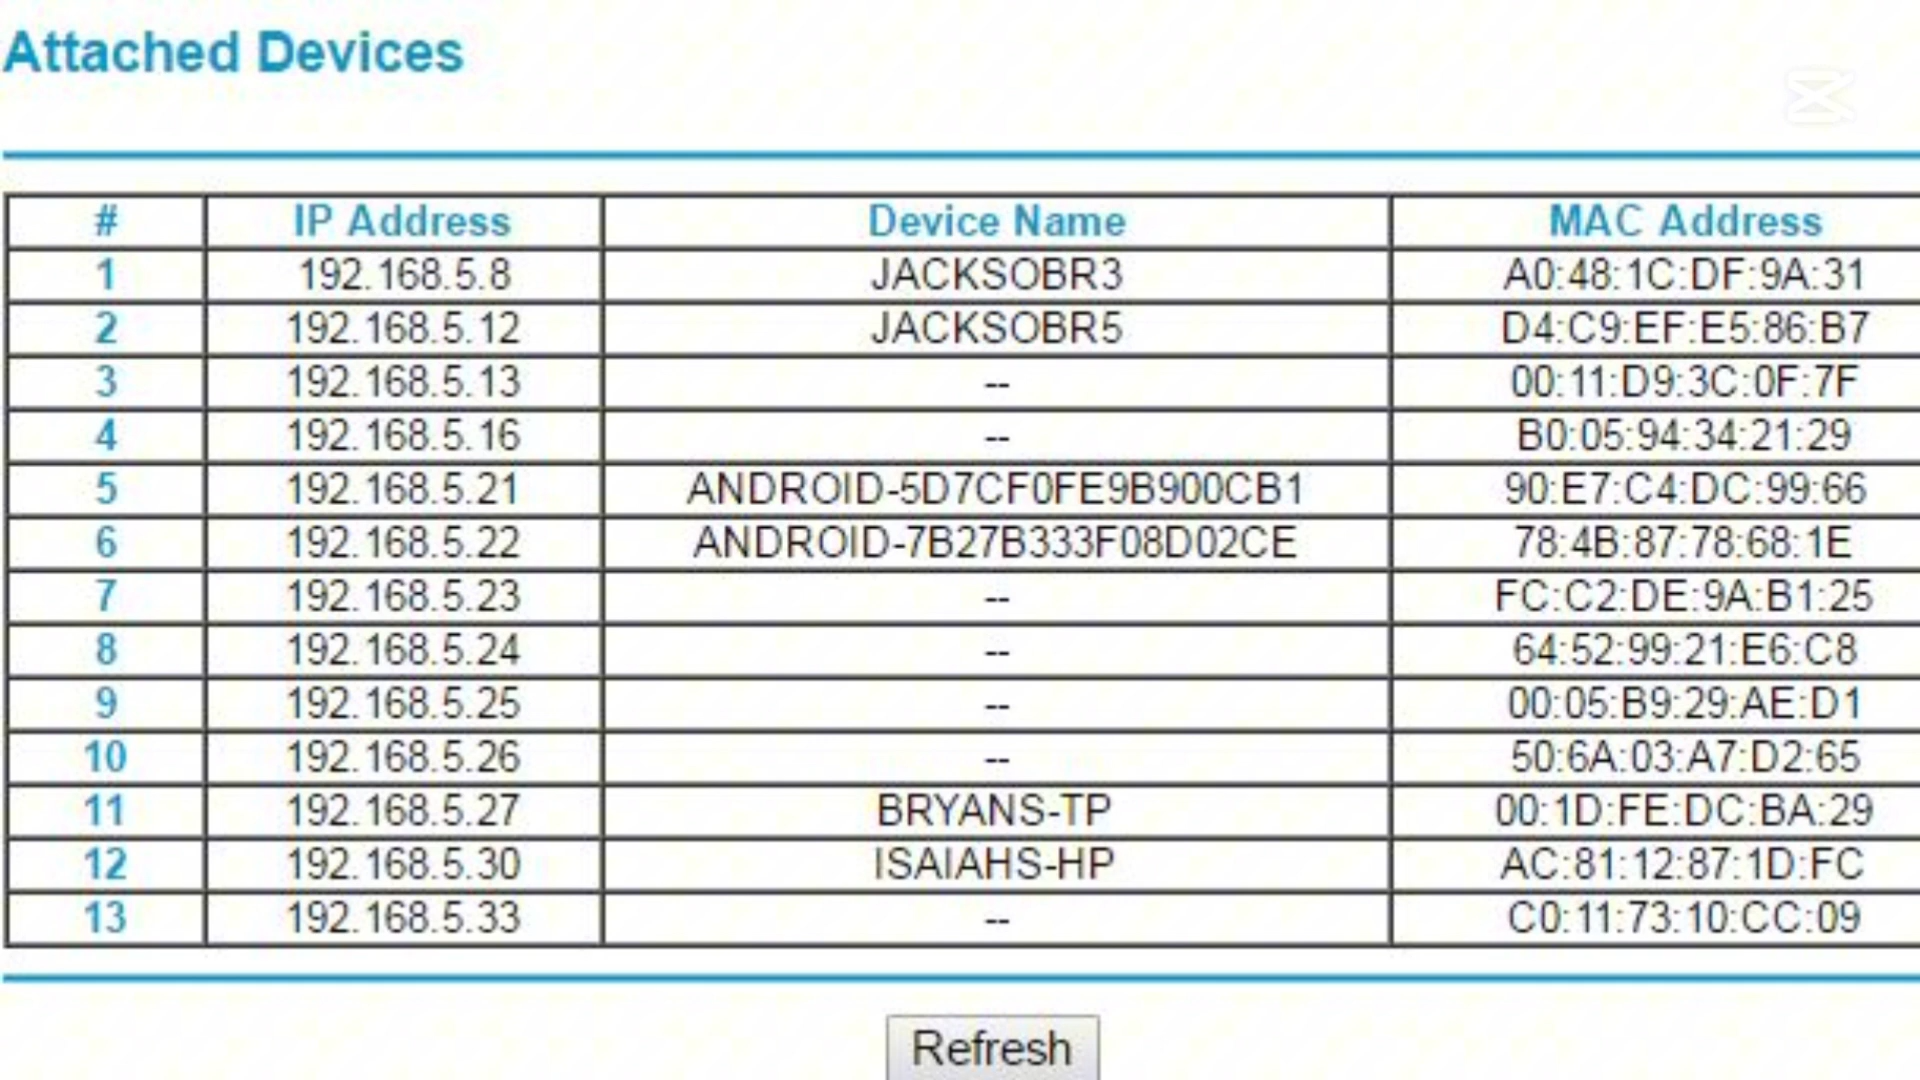 Attached Devices
# IP Address Device Name MAC Address
1 192.168.5.8 JACKSOBR3 A0:48:1C:DF:9A:31
2 192.168.5.12 JACKSOBR5 D4:C9:EF:E5:86:B7
3 192.168.5.13 -- 00:11:D9:3C:0F:7F
4 192.168.5.16 -- B0:05:94:34:21:29
5 192.168.5.21 ANDROID-5D7CF0FE9B900CB1 90:E7:C4:DC:99:66
6 192.168.5.22 ANDROID-7B27B333F08D02CE 78:4B:87:78:68:1E
7 192.168.5.23 -- FC:C2:DE:9A:B1:25
8 192.168.5.24 -- 64:52:99:21:E6:C8
9 192.168.5.25 -- 00:05:B9:29:AE:D1
10 192.168.5.26 -- 50:6A:03:A7:D2:65
11 192.168.5.27 BRYANS-TP 00:1D:FE:DC:BA:29
12 192.168.5.30 ISAIAHS-HP AC:81:12:87:1D:FC
13 192.168.5.33 -- C0:11:73:10:CC:09
Refresh